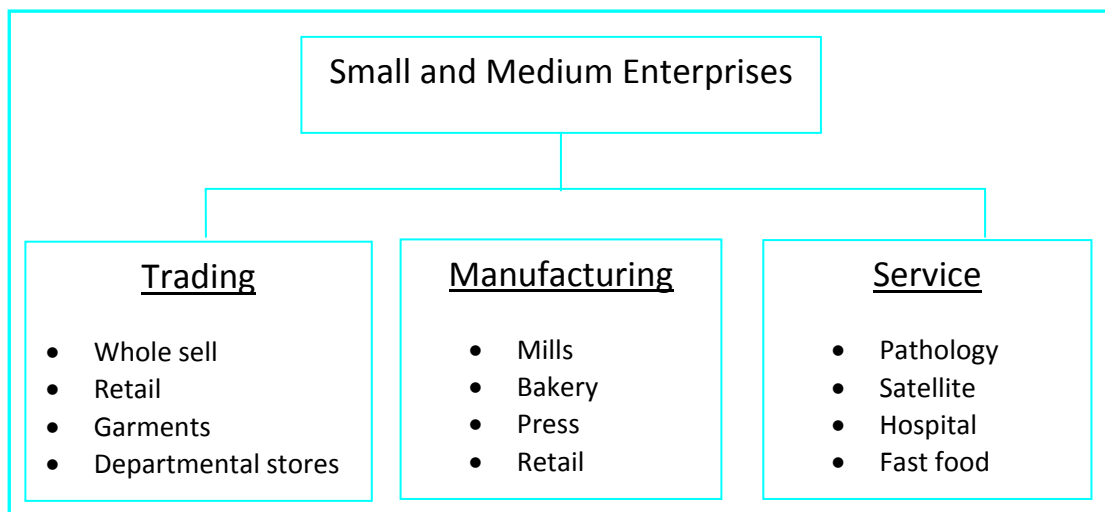 Small and Medium Enterprises
Trading
• Whole sell
• Retail
• Garments
• Departmental stores
Manufacturing
• Mills
• Bakery
• Press
• Retail
Service
• Pathology
• Satellite
• Hospital
• Fast food